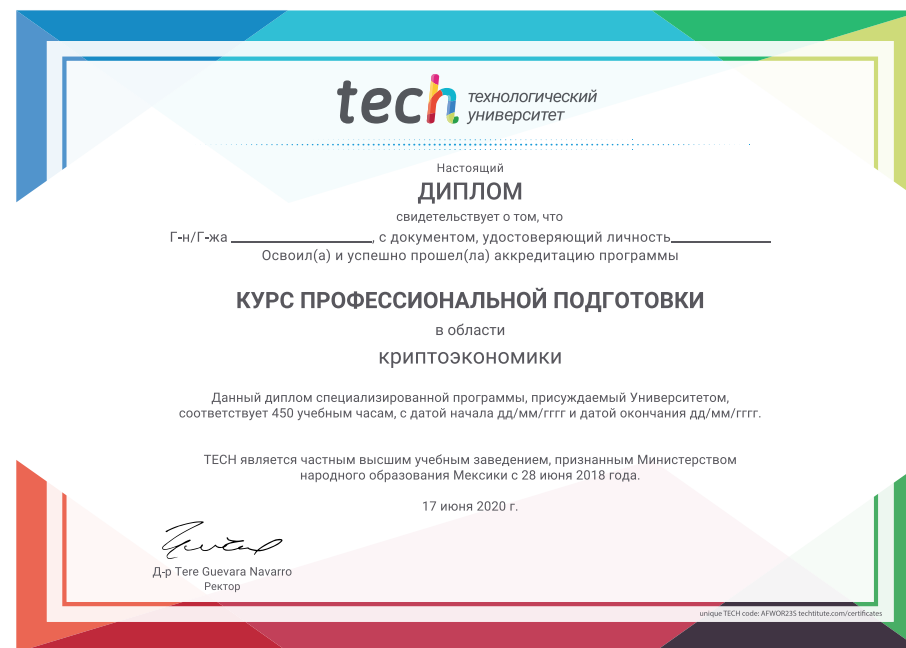 tech технологический
университет
Настоящий
ДИПЛОМ
свидетельствует о том, что
Г-н/Г-жа ____________, с документом, удостоверяющий личность____________
Освоил(а) и успешно прошел(ла) аккредитацию программы
КУРС ПРОФЕССИОНАЛЬНОЙ ПОДГОТОВКИ
в области
криптоэкономики
Данный диплом специализированной программы, присуждаемый Университетом,
соответствует 450 учебным часам, с датой начала дд/мм/гггг и датой окончания дд/мм/гггг.
TECH является частным высшим учебным заведением, признанным Министерством
народного образования Мексики с 28 июня 2018 года.
17 июня 2020 г.
Д-р Tere Guevara Navarro
Ректор
unique TECH code: AFWOR23S techtitute.com/certificates